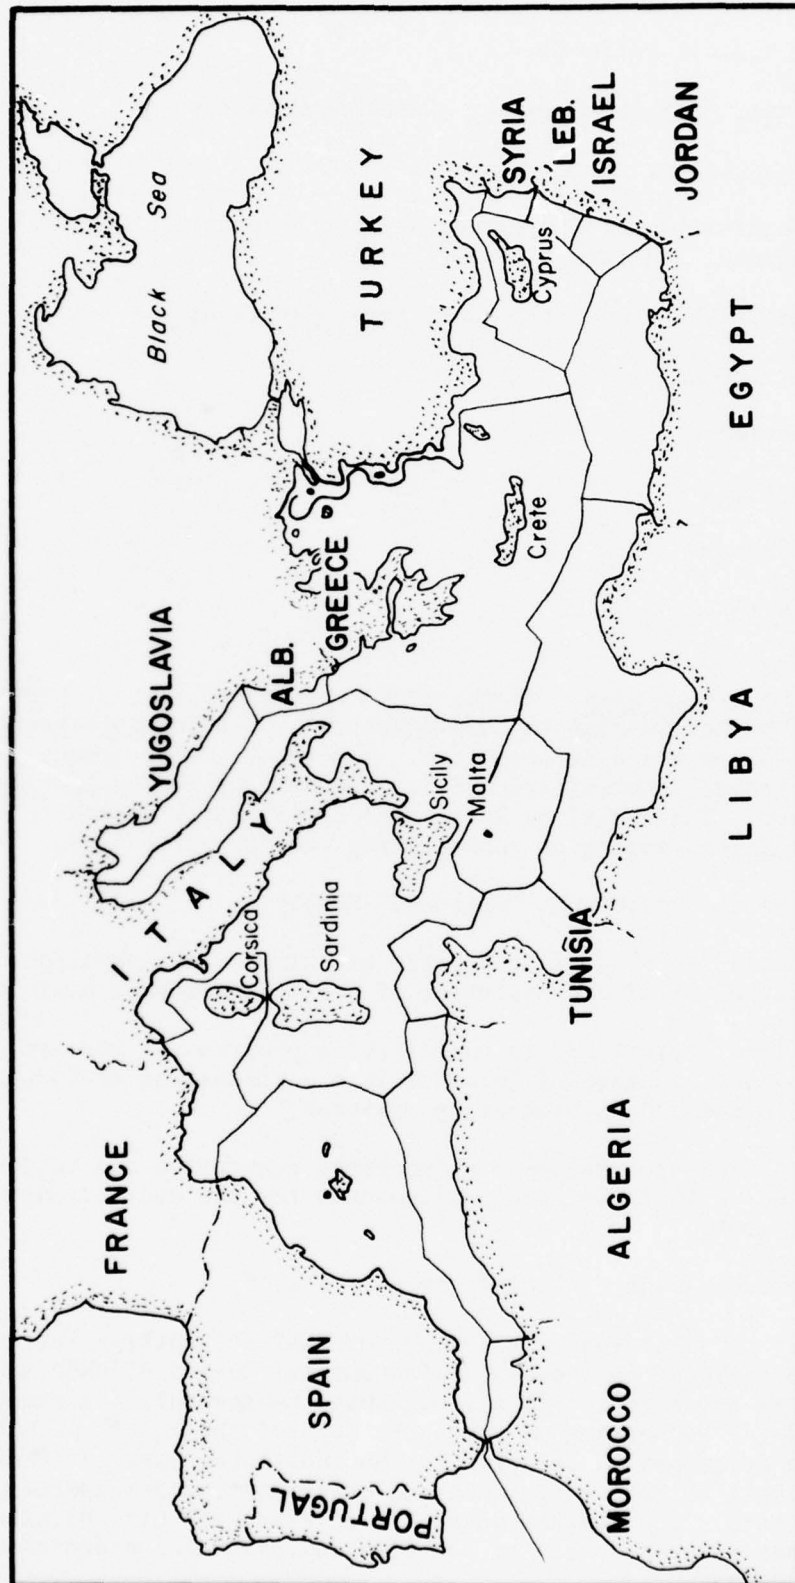 Black Sea
FRANCE
YUGOSLAVIA
ITALY
ALB.
GREECE
TURKEY
PORTUGAL
SPAIN
Corsica
Sardinia
Sicily
Malta
Crete
Cyprus
SYRIA
LEB.
ISRAEL
JORDAN
MOROCCO
ALGERIA
TUNISIA
LIBYA
EGYPT